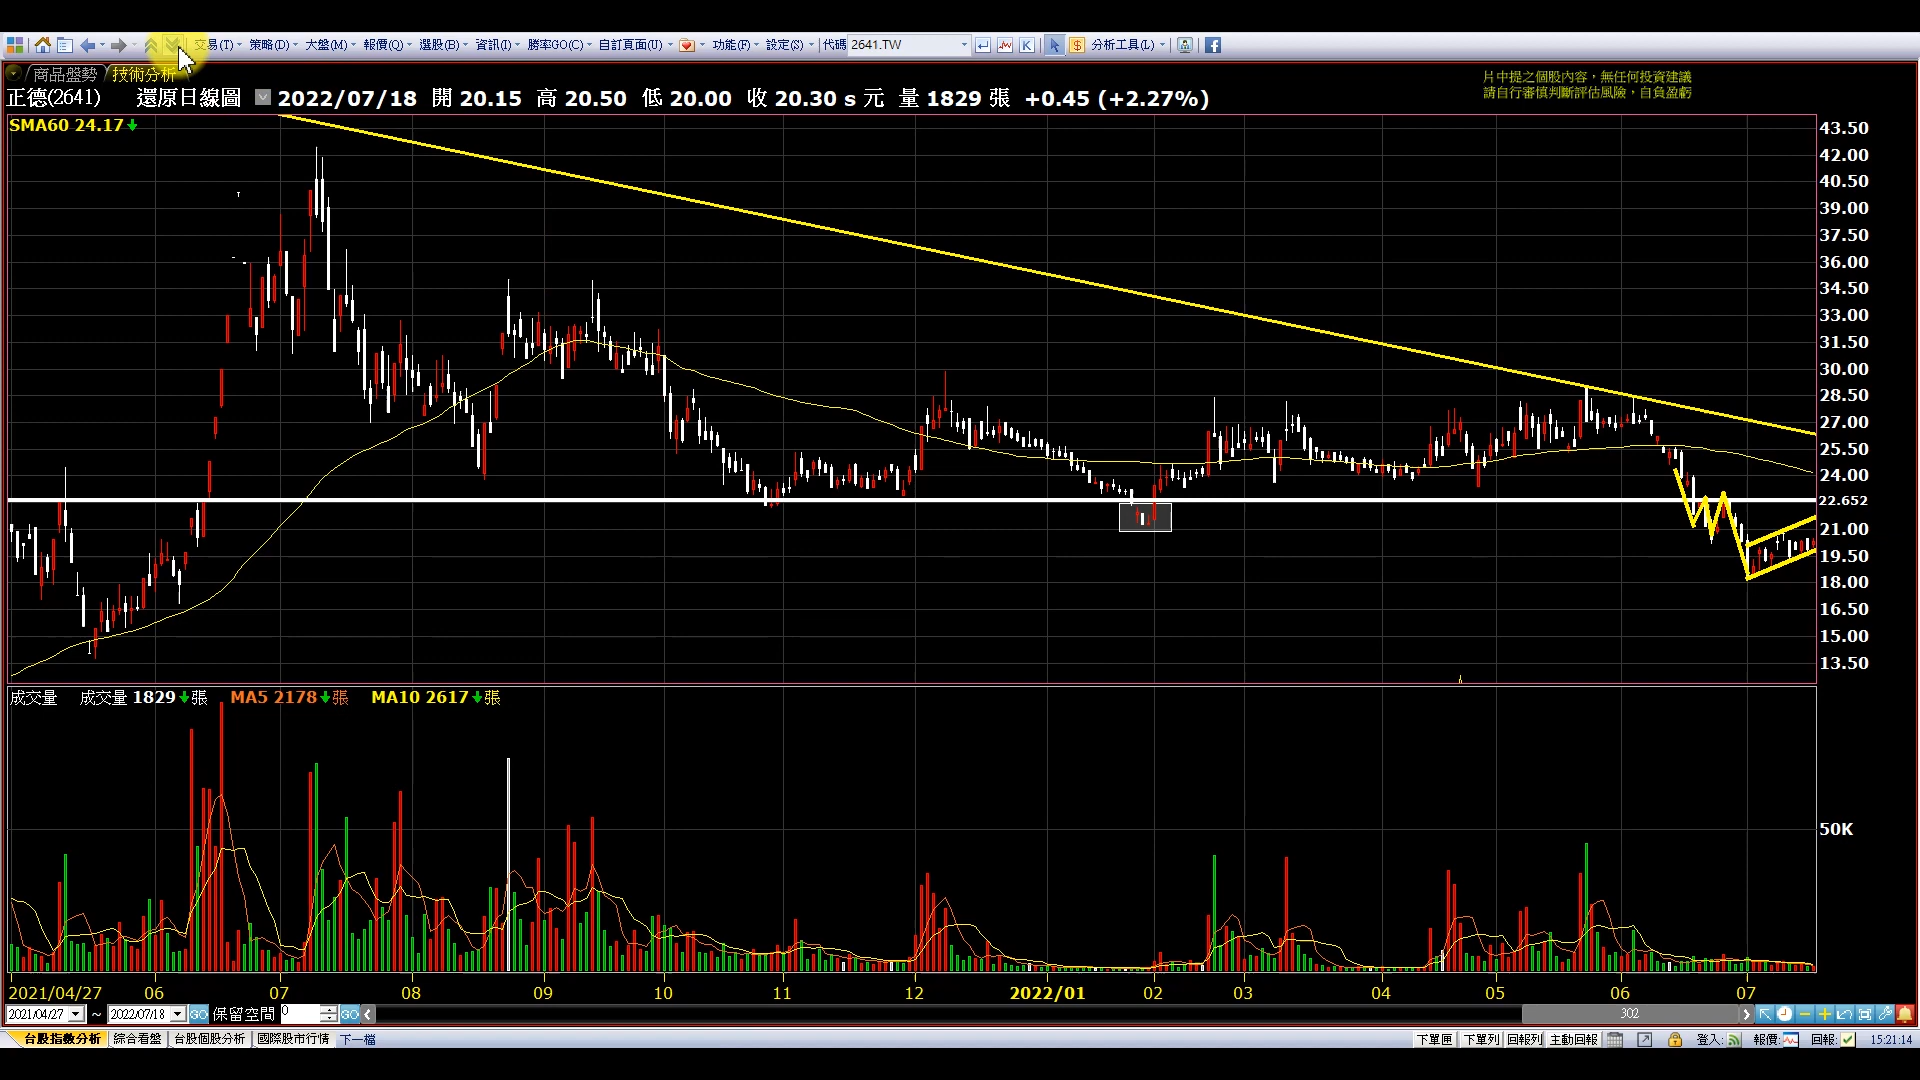 交易(T) 策略(D) 大盤(M) 報價(Q) 選股(B) 資訊(I) 勝率GO(C) 自訂頁面(U) 功能(F) 設定(S) 代碼 2641.TW K $ 分析工具(L)
商品盤勢 技術分析
片中提之個股內容，無任何投資建議
請自行審慎判斷評估風險，自負盈虧
正德(2641) 還原日線圖 2022/07/18 開 20.15 高 20.50 低 20.00 收 20.30 s 元 量 1829 張 +0.45 (+2.27%)
SMA60 24.17
43.50
42.00
40.50
39.00
37.50
36.00
34.50
33.00
31.50
30.00
28.50
27.00
25.50
24.00
22.652
21.00
19.50
18.00
16.50
15.00
13.50
成交量 成交量 1829 張 MA5 2178 張 MA10 2617 張
50K
2021/04/27 06 07 08 09 10 11 12 2022/01 02 03 04 05 06 07
2021/04/27 ~ 2022/07/18 GO 保留空間 0 GO 302
台股指數分析 綜合看盤 台股個股分析 國際股市行情 下一檔 下單匣 下單列 回報列 主動回報 登入: 報價: 回報: 15:21:14